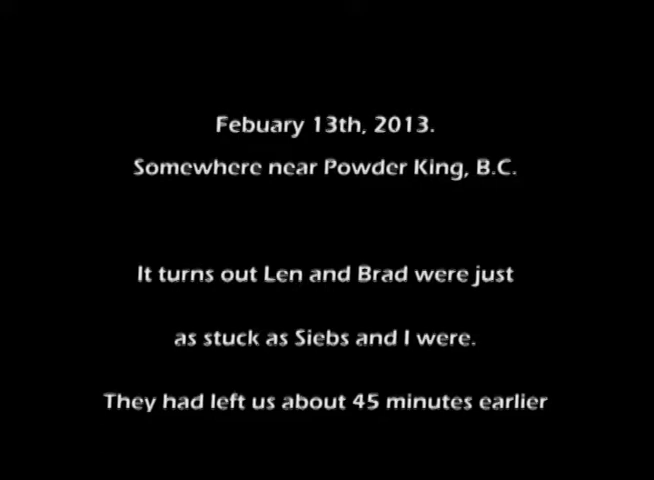 Febuary 13th, 2013.
Somewhere near Powder King, B.C.
It turns out Len and Brad were just
as stuck as Siebs and I were.
They had left us about 45 minutes earlier